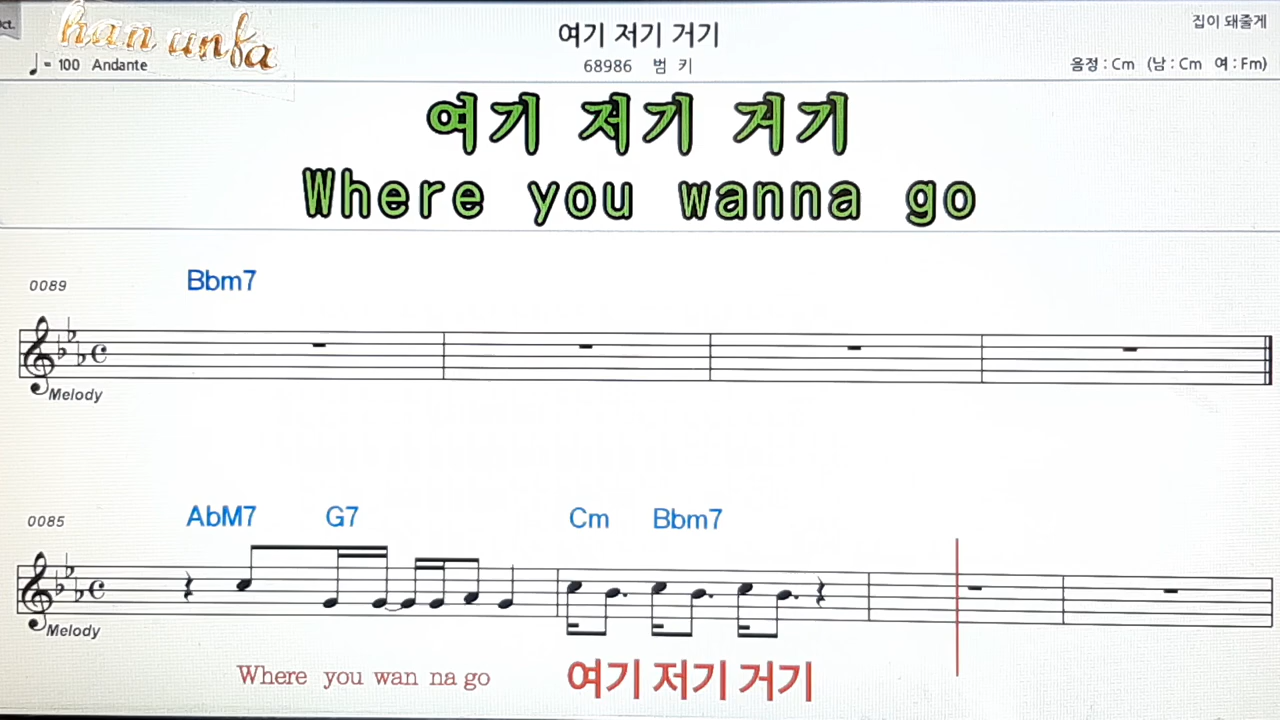 ct.
han unfa
여기 저기 거기
집이 돼줄게
♩= 100 Andante
68986 범 키
음정 : Cm (남 : Cm 여 : Fm)
여기 저기 거기
Where you wanna go
0089
Bbm7
Melody
0085
AbM7 G7 Cm Bbm7
Melody
Where you wan na go 여기 저기 거기